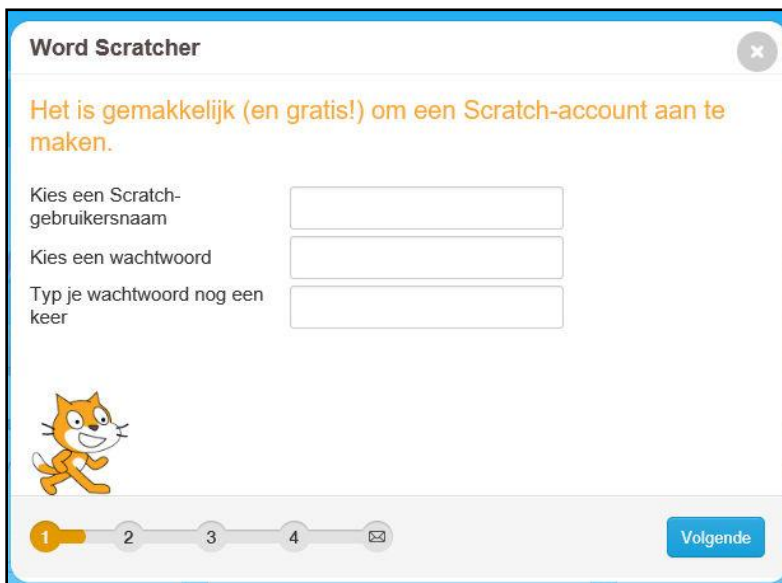 Word Scratcher
Het is gemakkelijk (en gratis!) om een Scratch-account aan te
maken.
Kies een Scratch-
gebruikersnaam
Kies een wachtwoord
Typ je wachtwoord nog een
keer
1 2 3 4
Volgende